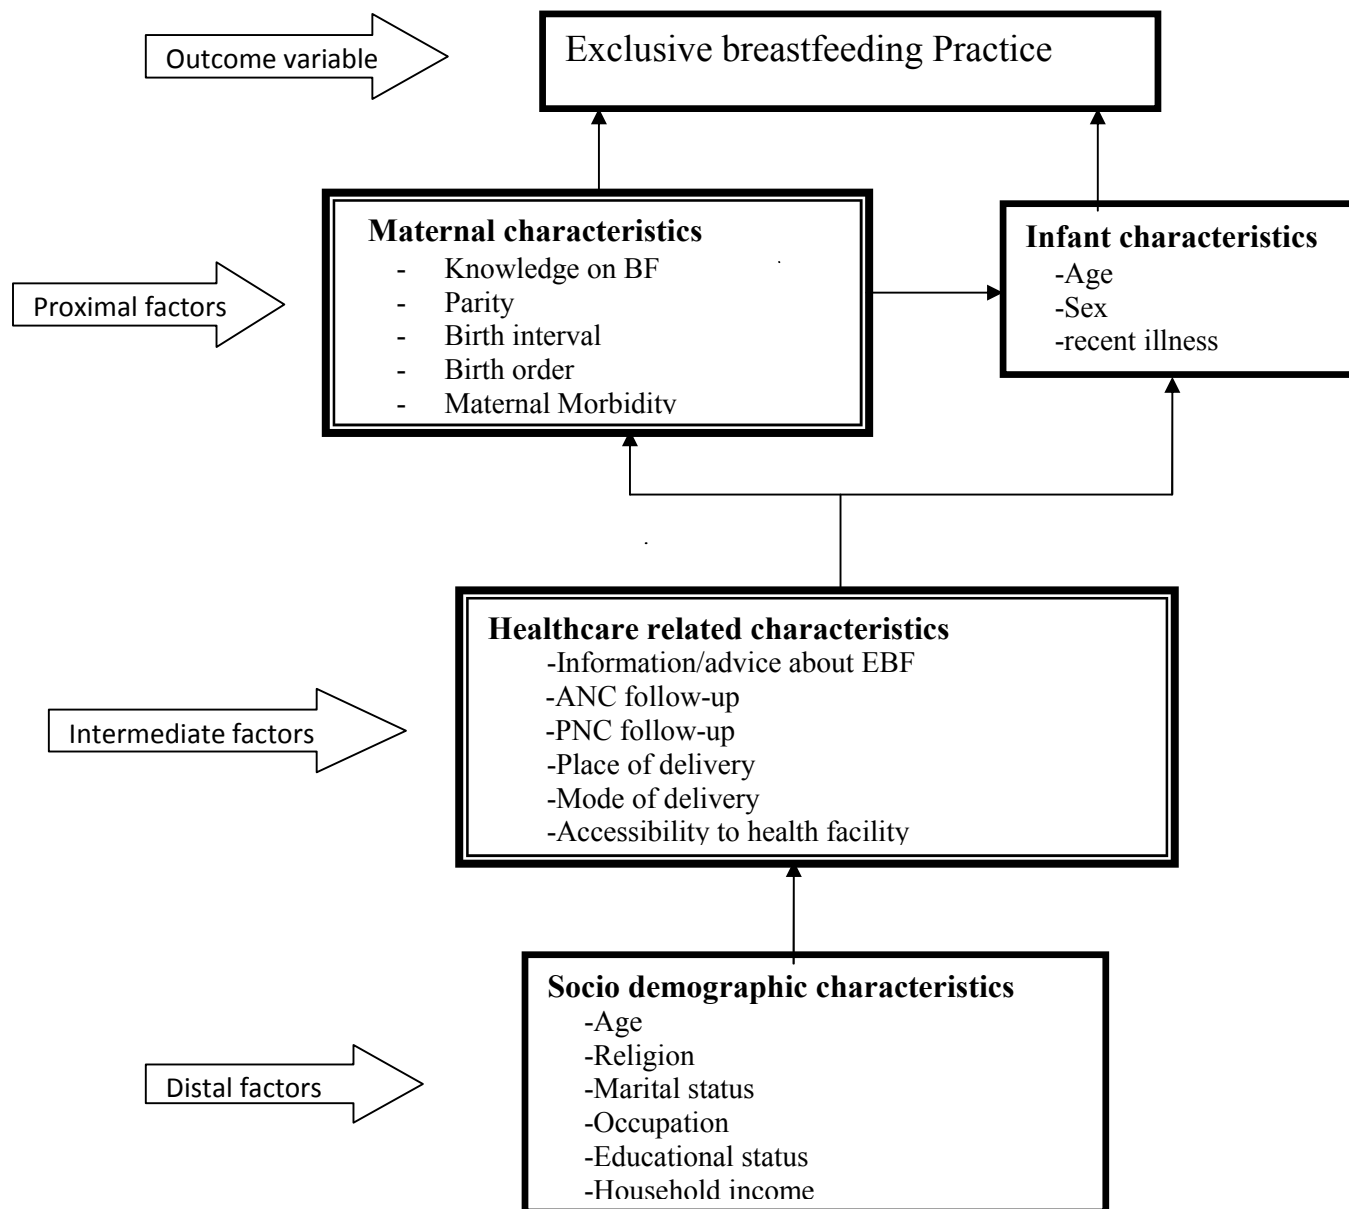 Outcome variable
Exclusive breastfeeding Practice
Proximal factors
Maternal characteristics
- Knowledge on BF
- Parity
- Birth interval
- Birth order
- Maternal Morbidity
Infant characteristics
-Age
-Sex
-recent illness
Intermediate factors
Healthcare related characteristics
-Information/advice about EBF
-ANC follow-up
-PNC follow-up
-Place of delivery
-Mode of delivery
-Accessibility to health facility
Distal factors
Socio demographic characteristics
-Age
-Religion
-Marital status
-Occupation
-Educational status
-Household income